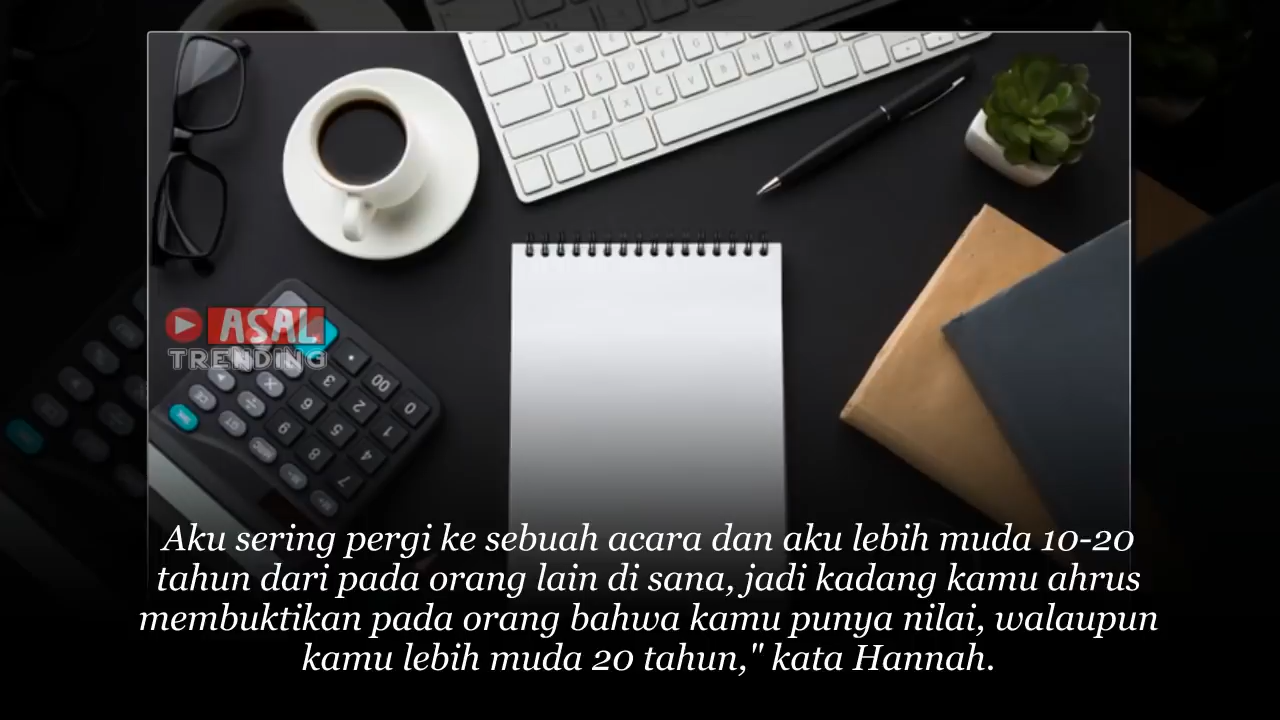 ASAL
TRENDING
Aku sering pergi ke sebuah acara dan aku lebih muda 10-20
tahun dari pada orang lain di sana, jadi kadang kamu ahrus
membuktikan pada orang bahwa kamu punya nilai, walaupun
kamu lebih muda 20 tahun," kata Hannah.